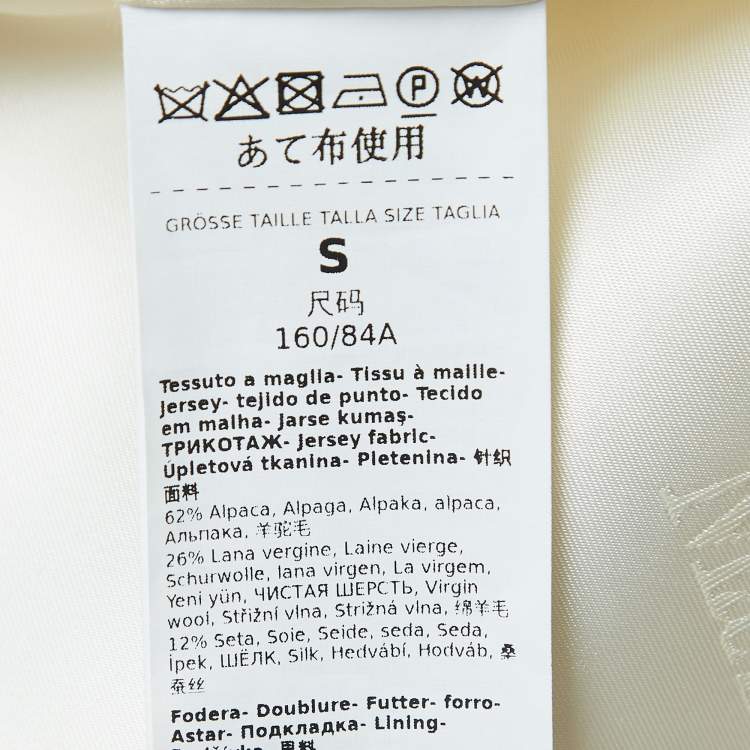 P
W
あて布使用
GRÖSSE TAILLE TALLA SIZE TAGLIA
S
尺码
160/84A
Tessuto a maglia- Tissu à maille-
Jersey- tejido de punto- Tecido
em malha- Jarse kumaş-
ТРИКОТАЖ- Jersey fabric-
Úpletová tkanina- Pletenina- 针织
面料
62% Alpaca, Alpaga, Alpaka, alpaca,
Альпака, 羊驼毛
26% Lana vergine, Laine vierge,
Schurwolle, lana virgen, La virgem,
Yeni yün, ЧИСТАЯ ШЕРСТЬ, Virgin
wool, Střižní vlna, Strižná vlna, 绵羊毛
12% Seta, Soie, Seide, seda, Seda,
İpek, ШЁЛК, Silk, Hedvábí, Hodváb, 桑
蚕丝
Fodera- Doublure- Futter- forro-
Astar- Подкладка- Lining-